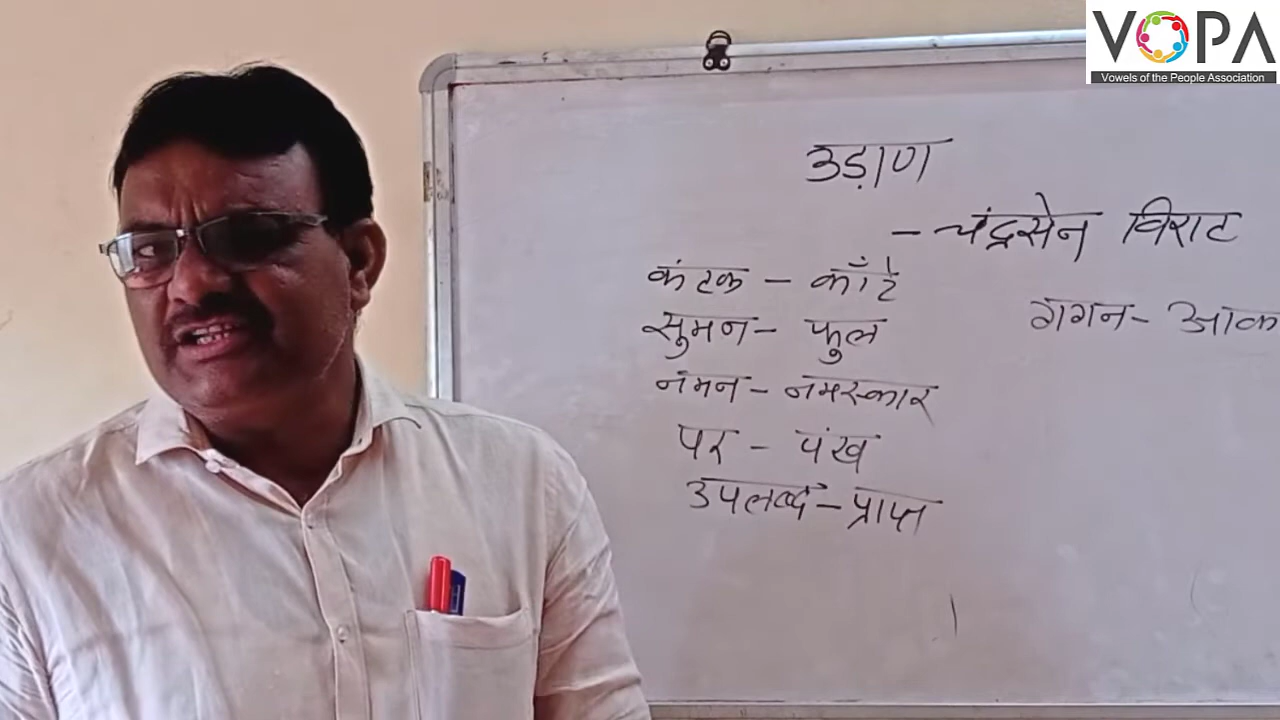 VOPA
Vowels of the People Association
उड़ाण
- चंद्रसेन विराट
कंटक - काँटे
गगन - आक
सुमन - फुल
नमन - नमस्कार
पर - पंख
उपलब्द - प्राप्त